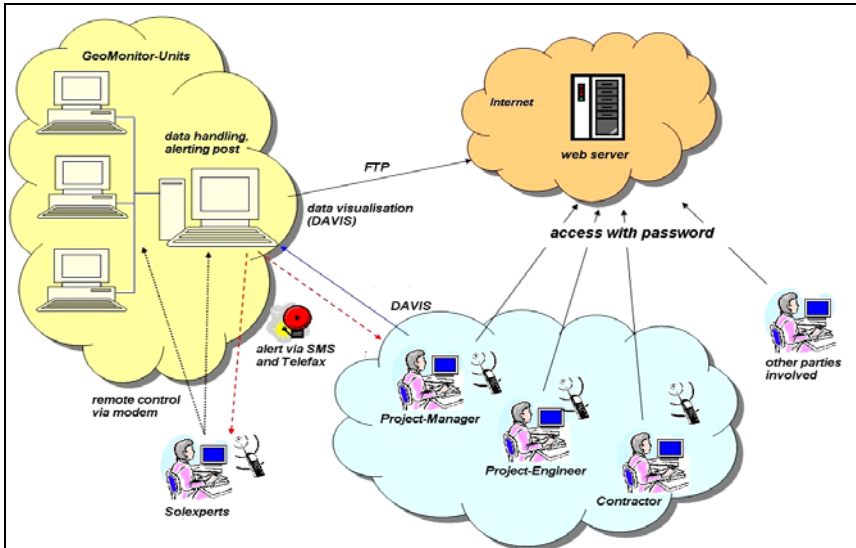 GeoMonitor-Units
data handling,
alerting post
Internet
web server
FTP
data visualisation
(DAVIS)
access with password
DAVIS
alert via SMS
and Telefax
other parties
involved
remote control
via modem
Project-Manager
Project-Engineer
Contractor
Solexperts